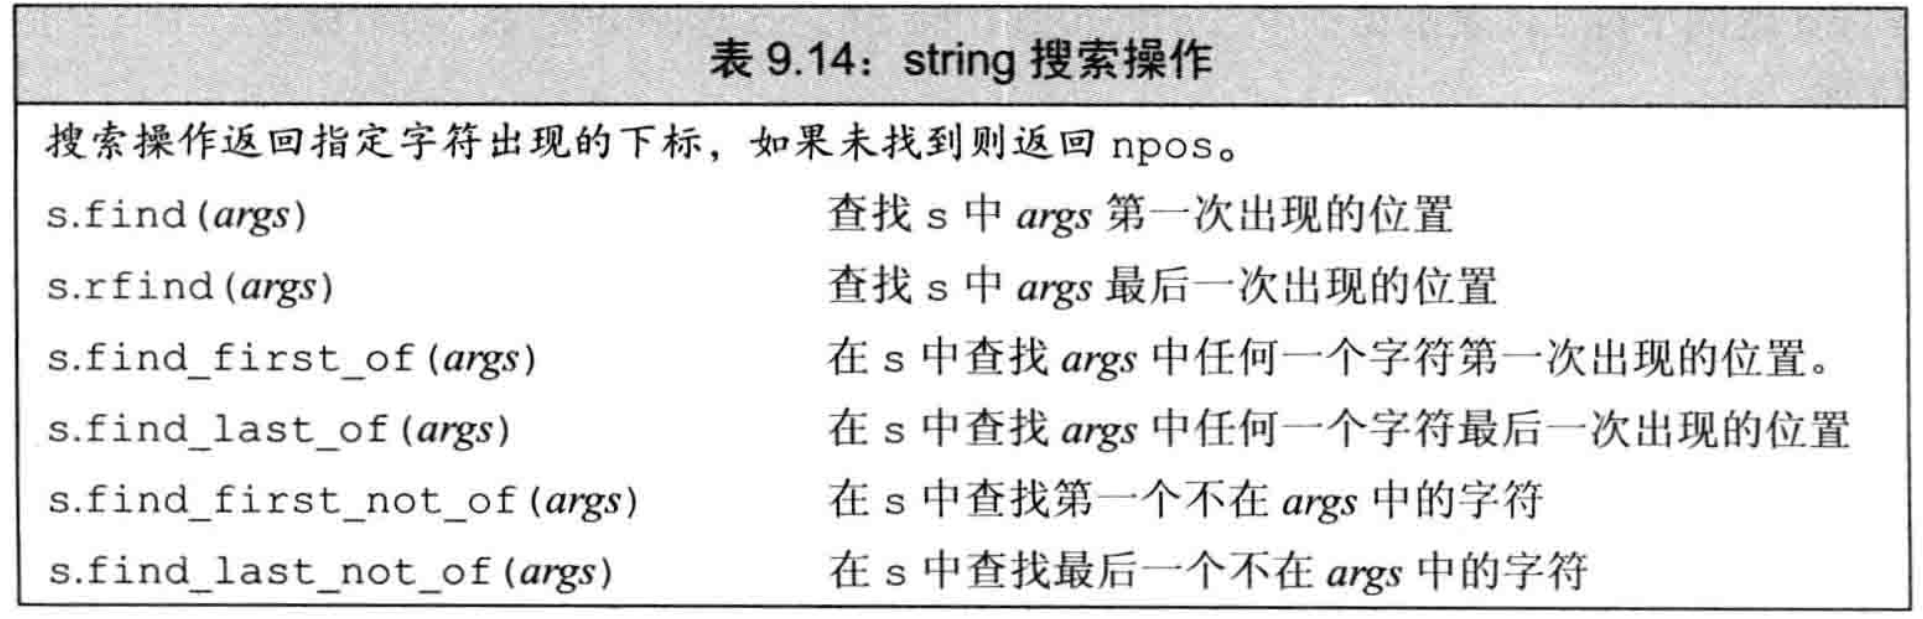 表 9.14：string 搜索操作
搜索操作返回指定字符出现的下标，如果未找到则返回 npos。
s.find(args) 查找 s 中 args 第一次出现的位置
s.rfind(args) 查找 s 中 args 最后一次出现的位置
s.find_first_of(args) 在 s 中查找 args 中任何一个字符第一次出现的位置。
s.find_last_of(args) 在 s 中查找 args 中任何一个字符最后一次出现的位置
s.find_first_not_of(args) 在 s 中查找第一个不在 args 中的字符
s.find_last_not_of(args) 在 s 中查找最后一个不在 args 中的字符